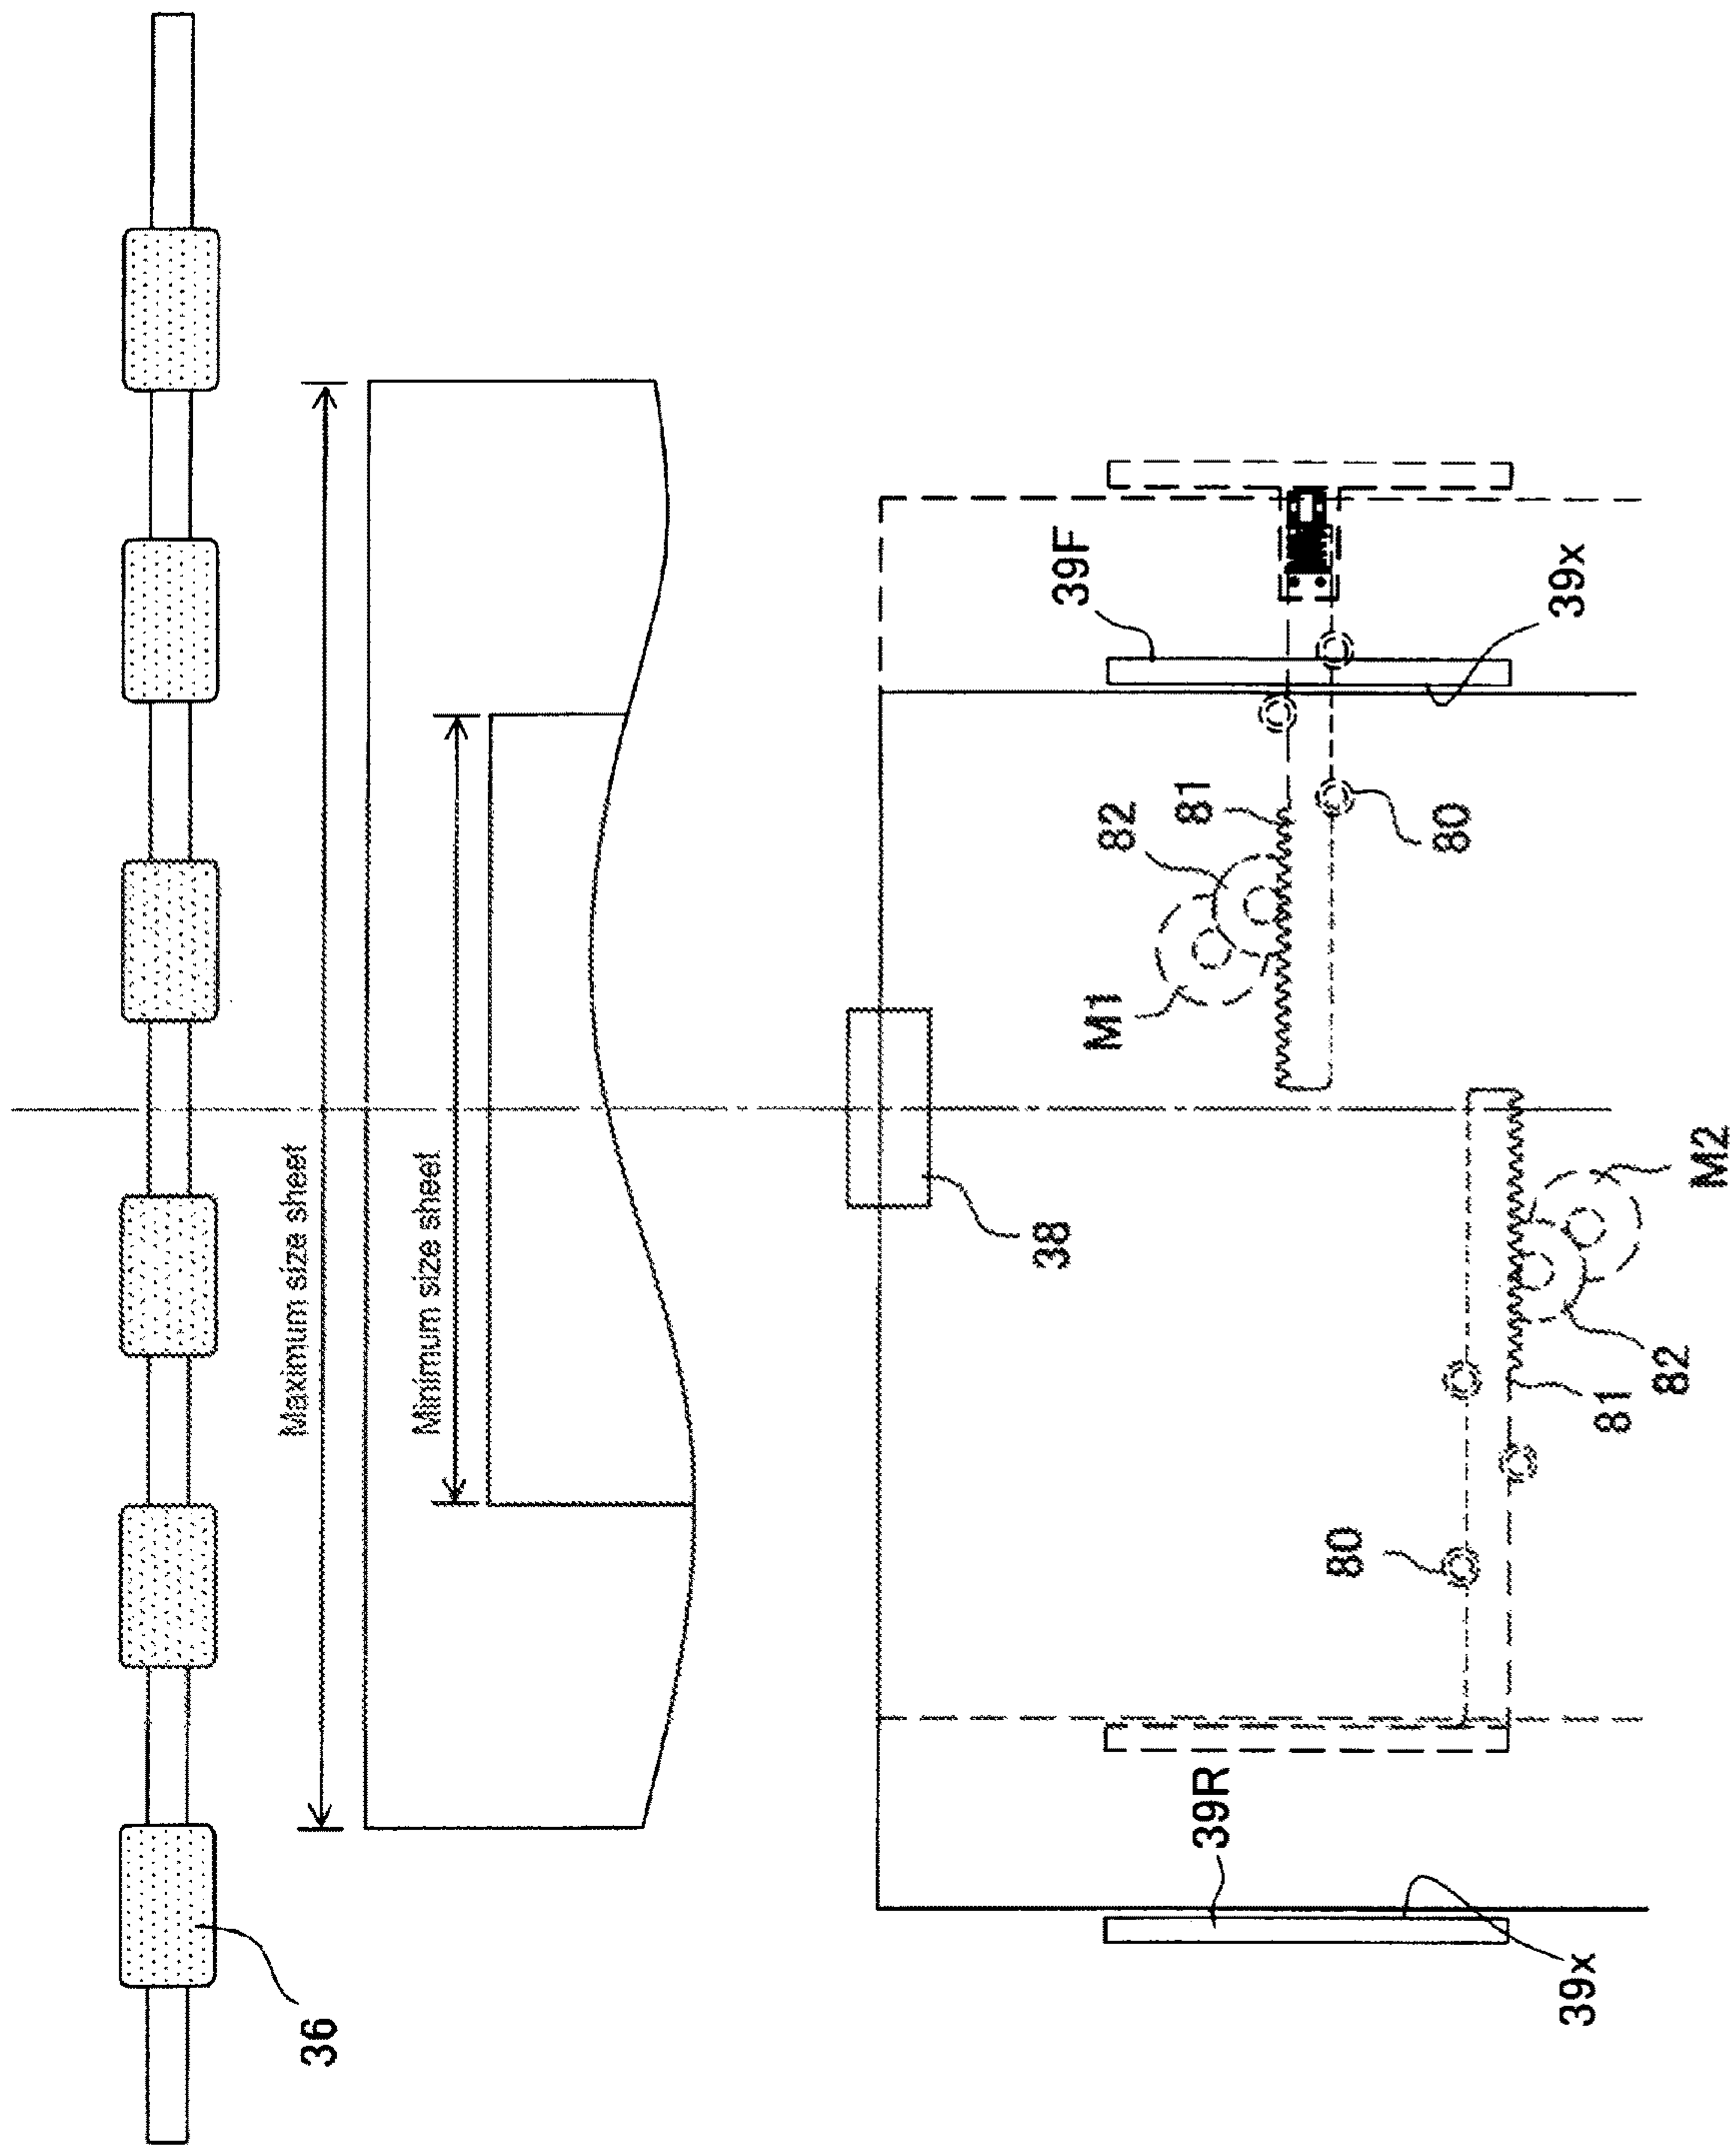 36
Maximum size sheet
Minimum size sheet
38
39F
39x
82
81
80
M1
M2
82
81
80
39R
39x